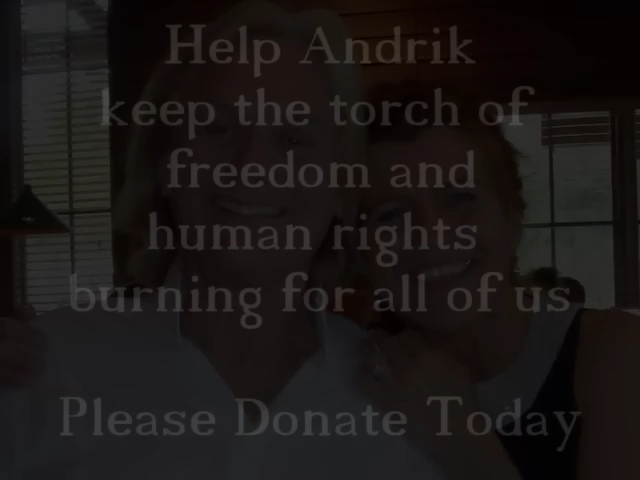 Help Andrik
keep the torch of
freedom and
human rights
burning for all of us
Please Donate Today